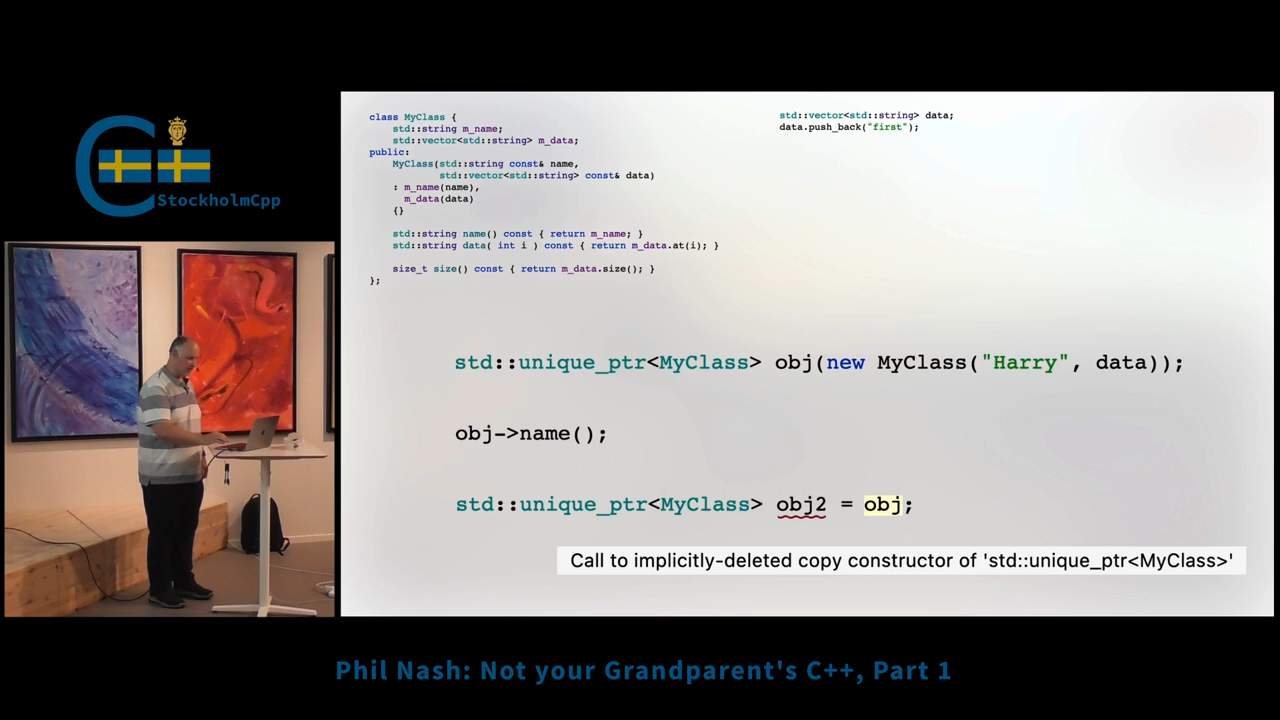 StockholmCpp
class MyClass {
    std::string m_name;
    std::vector<std::string> m_data;
public:
    MyClass(std::string const& name,
            std::vector<std::string> const& data)
    : m_name(name),
      m_data(data)
    {}
    std::string name() const { return m_name; }
    std::string data( int i ) const { return m_data.at(i); }
    size_t size() const { return m_data.size(); }
};
std::vector<std::string> data;
data.push_back("first");
std::unique_ptr<MyClass> obj(new MyClass("Harry", data));
obj->name();
std::unique_ptr<MyClass> obj2 = obj;
Call to implicitly-deleted copy constructor of 'std::unique_ptr<MyClass>'
Phil Nash: Not your Grandparent's C++, Part 1